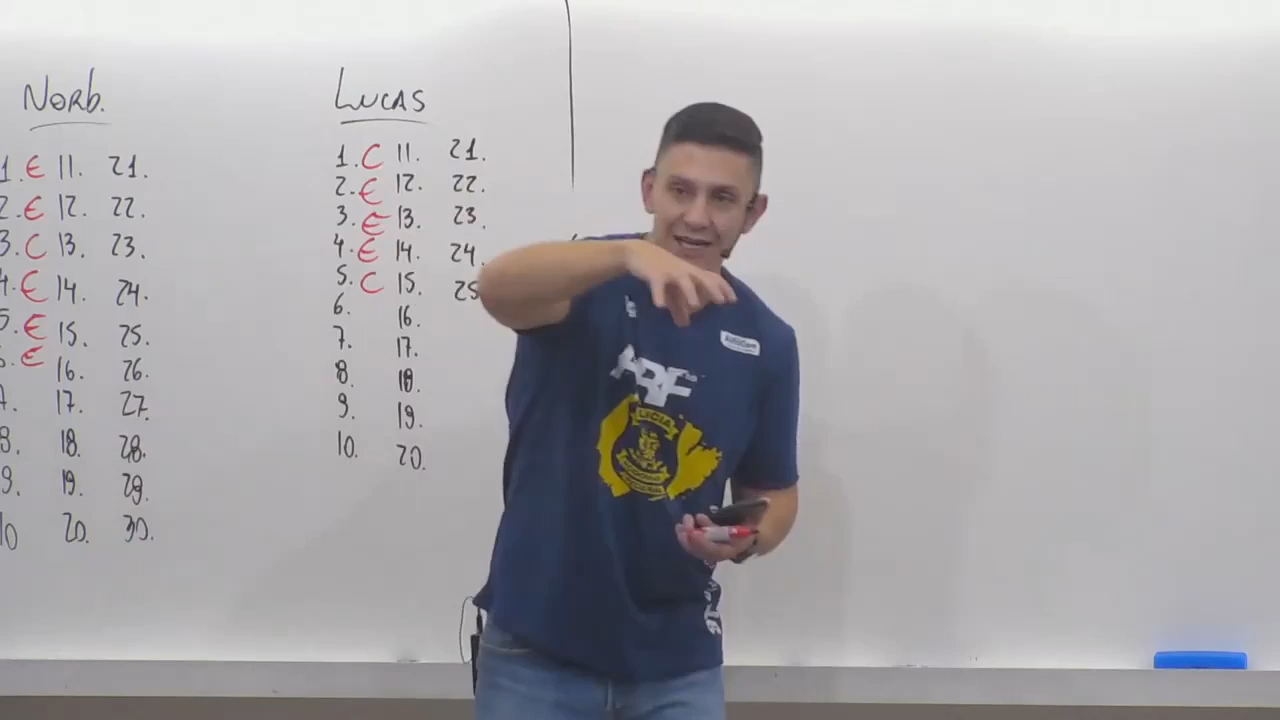 Norb.
1. E 11. 21.
2. E 12. 22.
3. C 13. 23.
4. E 14. 24.
5. E 15. 25.
6. E 16. 26.
7. 17. 27.
8. 18. 28.
9. 19. 29.
10 20. 30.
LUCAS
1. C 11. 21.
2. E 12. 22.
3. E 13. 23.
4. E 14. 24.
5. C 15. 25
6. 16.
7. 17.
8. 18.
9. 19.
10. 20.
PRF